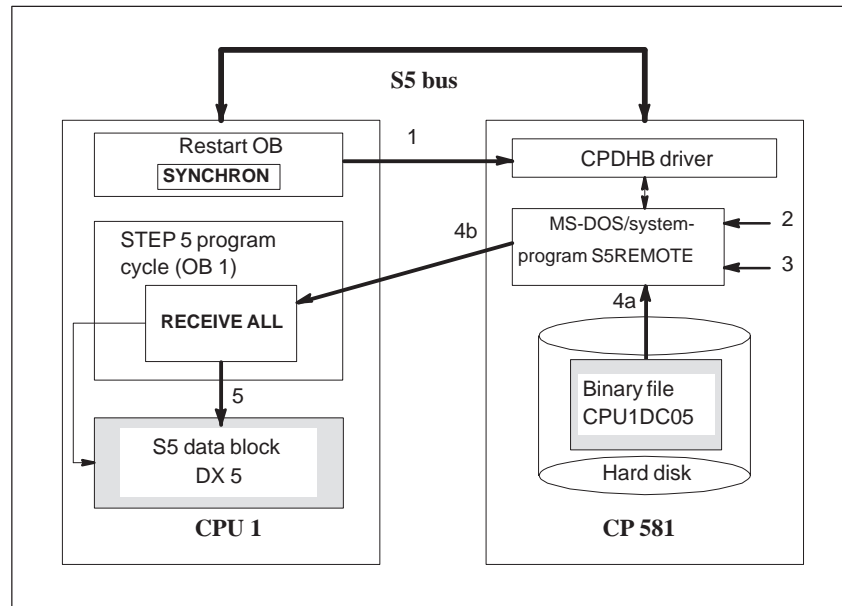 S5 bus
Restart OB
SYNCHRON
1
CPDHB driver
STEP 5 program
cycle (OB 1)
RECEIVE ALL
4b
MS-DOS/system-
program S5REMOTE
2
3
4a
5
Binary file
CPU1DC05
S5 data block
DX 5
Hard disk
CPU 1
CP 581